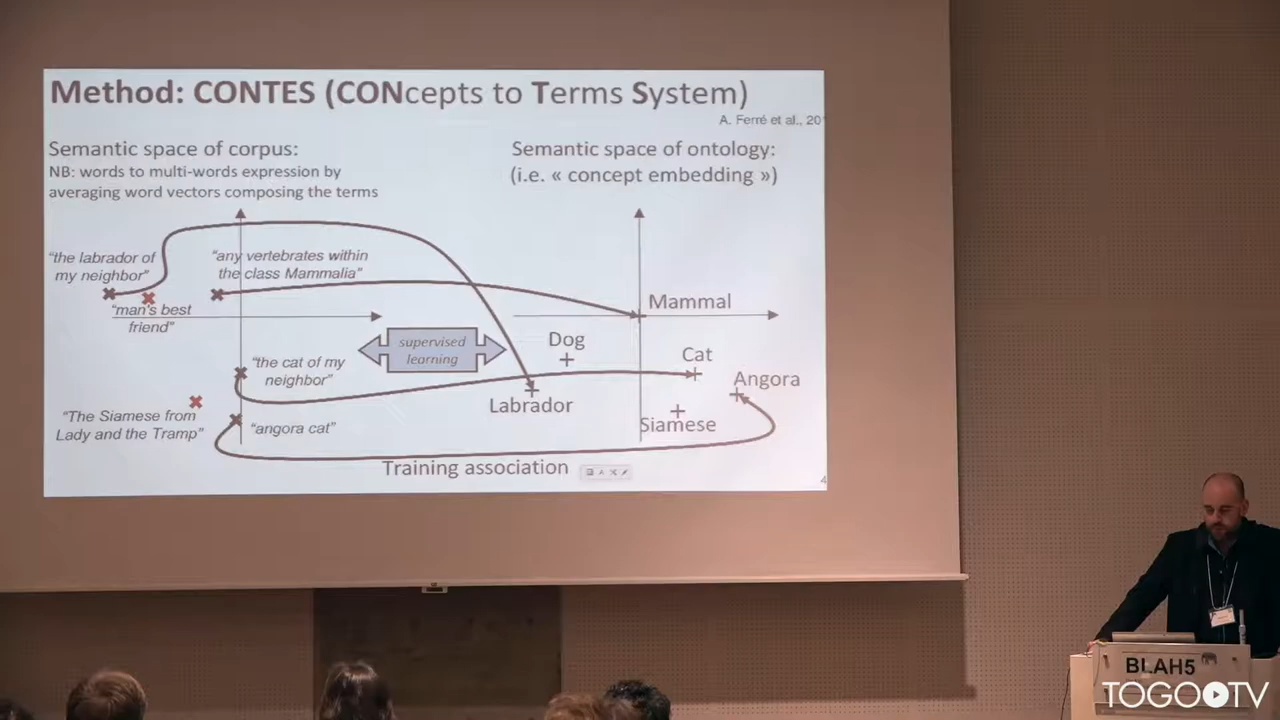 Method: CONTES (CONcepts to Terms System)
A. Ferré et al., 20
Semantic space of corpus:
NB: words to multi-words expression by
averaging word vectors composing the terms
Semantic space of ontology:
(i.e. « concept embedding »)
"the labrador of
my neighbor"
"any vertebrates within
the class Mammalia"
"man's best
friend"
Mammal
supervised
learning
Dog
Cat
"the cat of my
neighbor"
Angora
Labrador
"The Siamese from
Lady and the Tramp"
"angora cat"
Siamese
Training association
4
BLAH5
TOGOTV